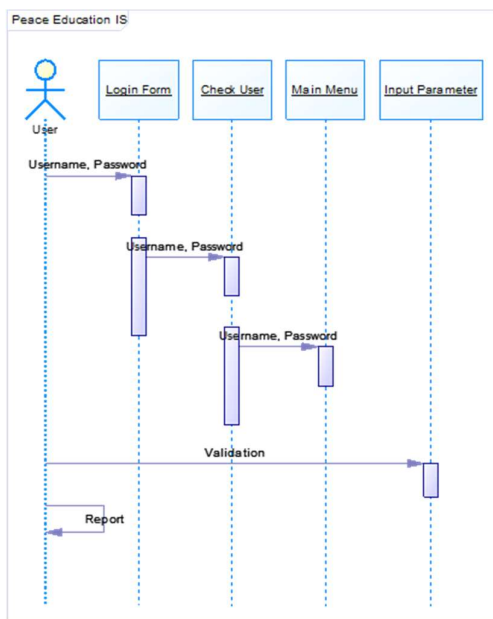 Peace Education IS
Login Form
Check User
Main Menu
Input Parameter
User
Username, Password
Username, Password
Username, Password
Validation
Report